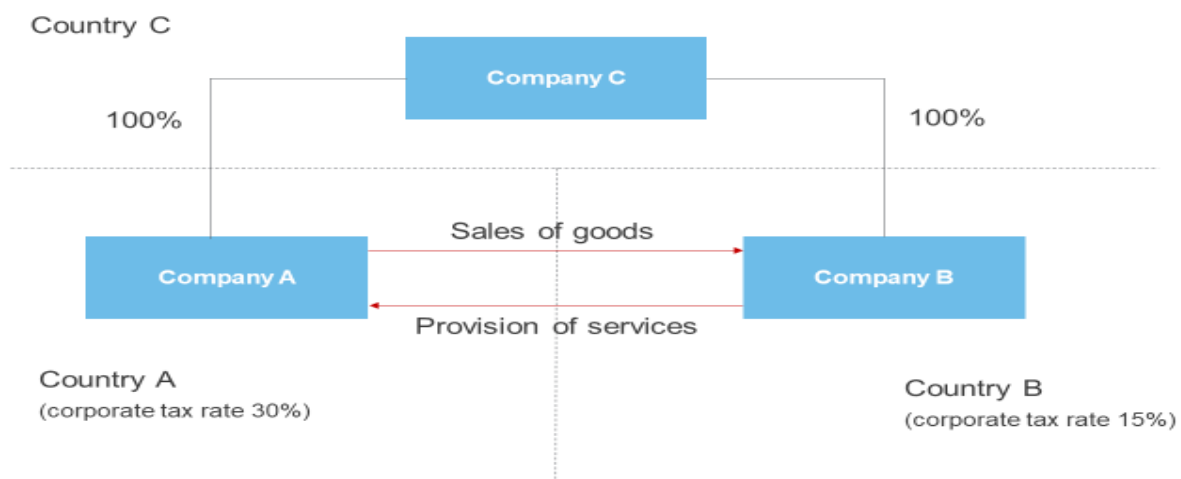 Country C
Company C
100%
100%
Sales of goods
Company A
Company B
Provision of services
Country A
(corporate tax rate 30%)
Country B
(corporate tax rate 15%)